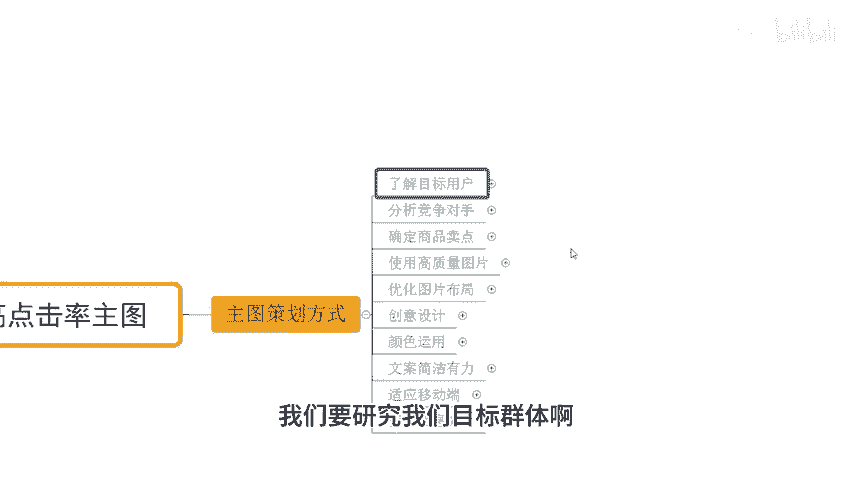 bilibili
了解目标用户
分析竞争对手
确定商品卖点
使用高质量图片
优化图片布局
创意设计
颜色运用
文案简洁有力
适应移动端
高点击率主图
主图策划方式
我们要研究我们目标群体啊